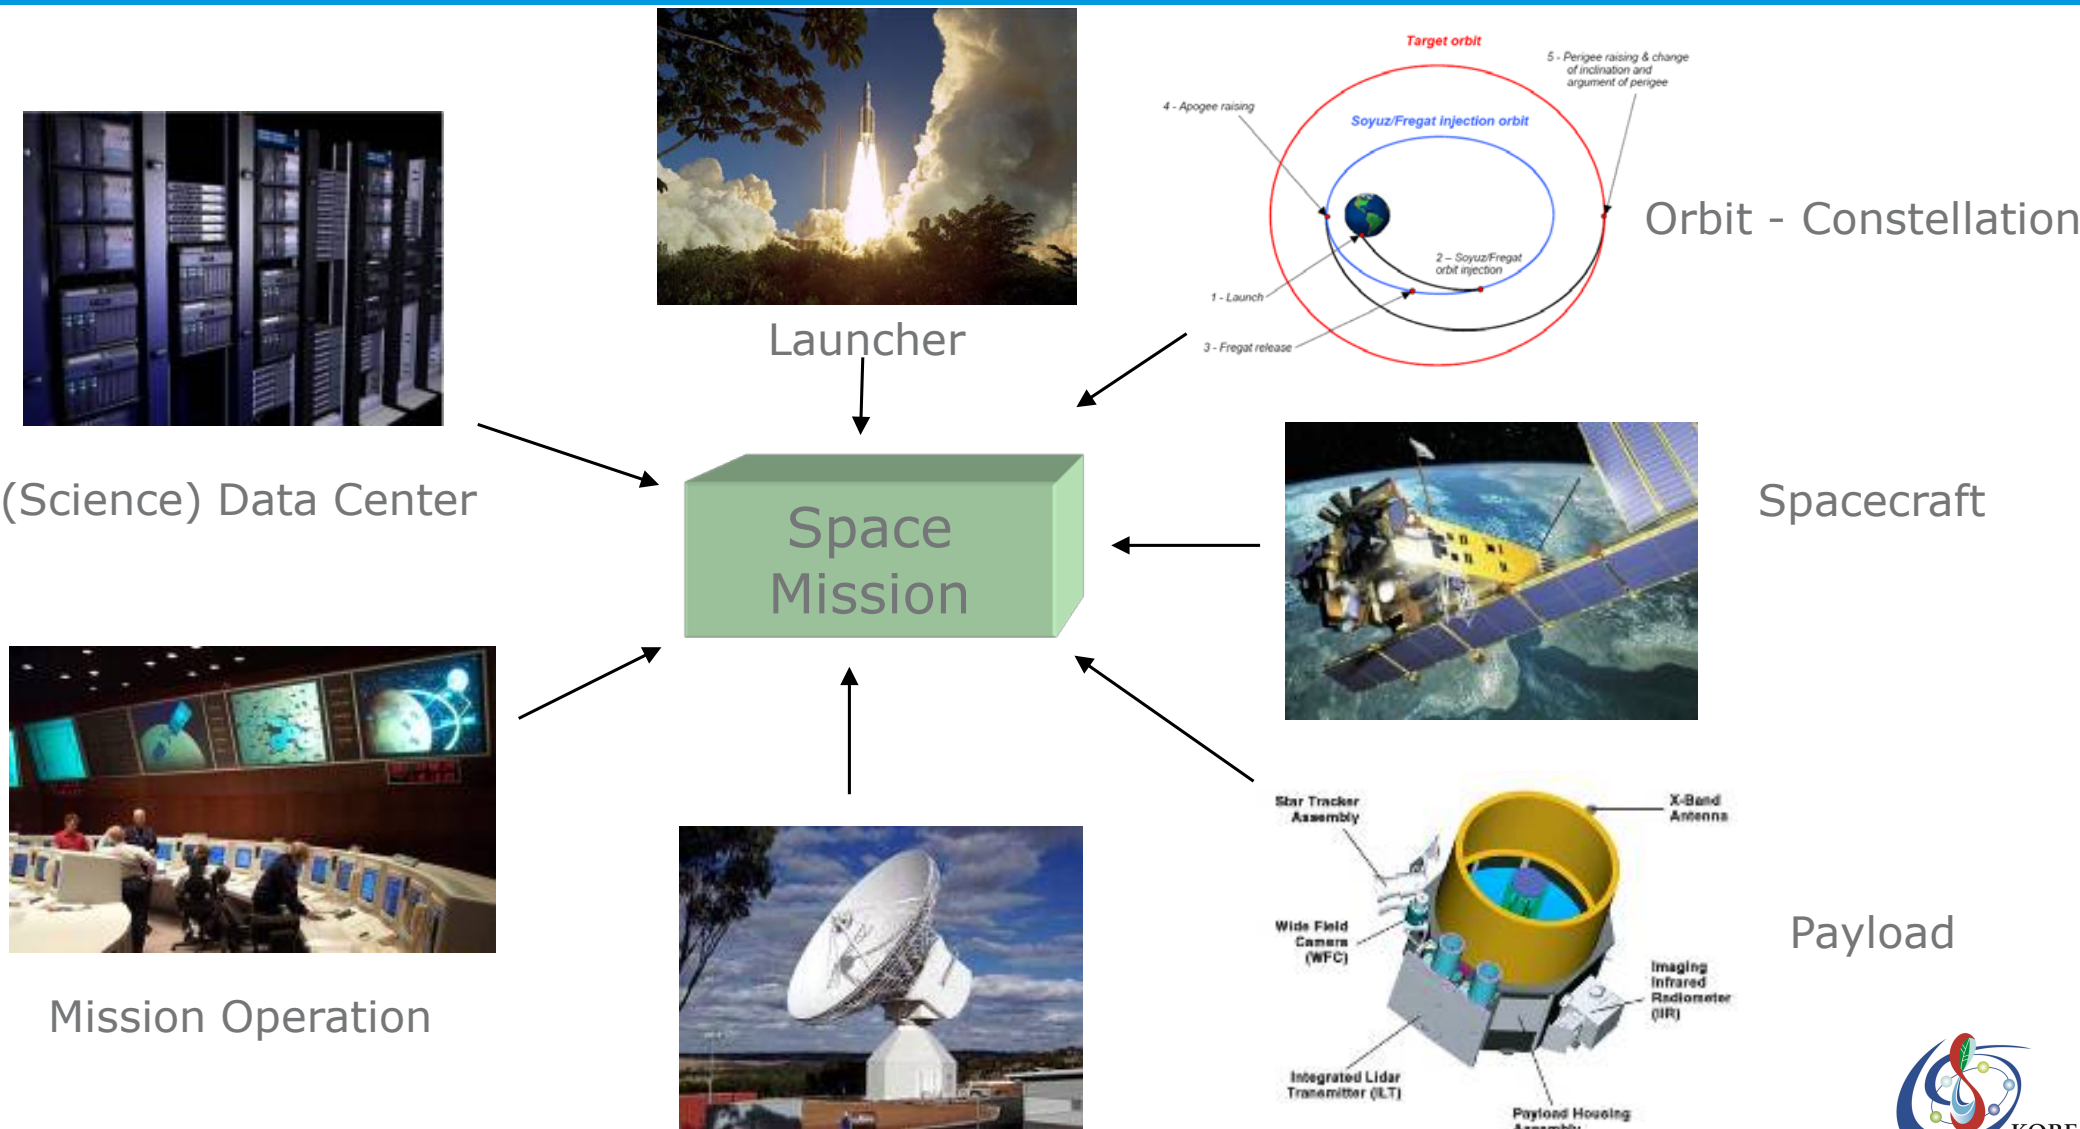 Target orbit
5 - Perigee raising & change
of inclination and
argument of perigee
4 - Apogee raising
Soyuz/Fregat injection orbit
2 – Soyuz/Fregat
orbit injection
1 - Launch
3 - Fregat release
Orbit - Constellation
Launcher
(Science) Data Center
Space
Mission
Spacecraft
Star Tracker
Assembly
X-Band
Antenna
Wide Field
Camera
(WFC)
Imaging
Infrared
Radiometer
(IIR)
Integrated Lidar
Transmitter (ILT)
Payload Housing
Assembly
Payload
Mission Operation